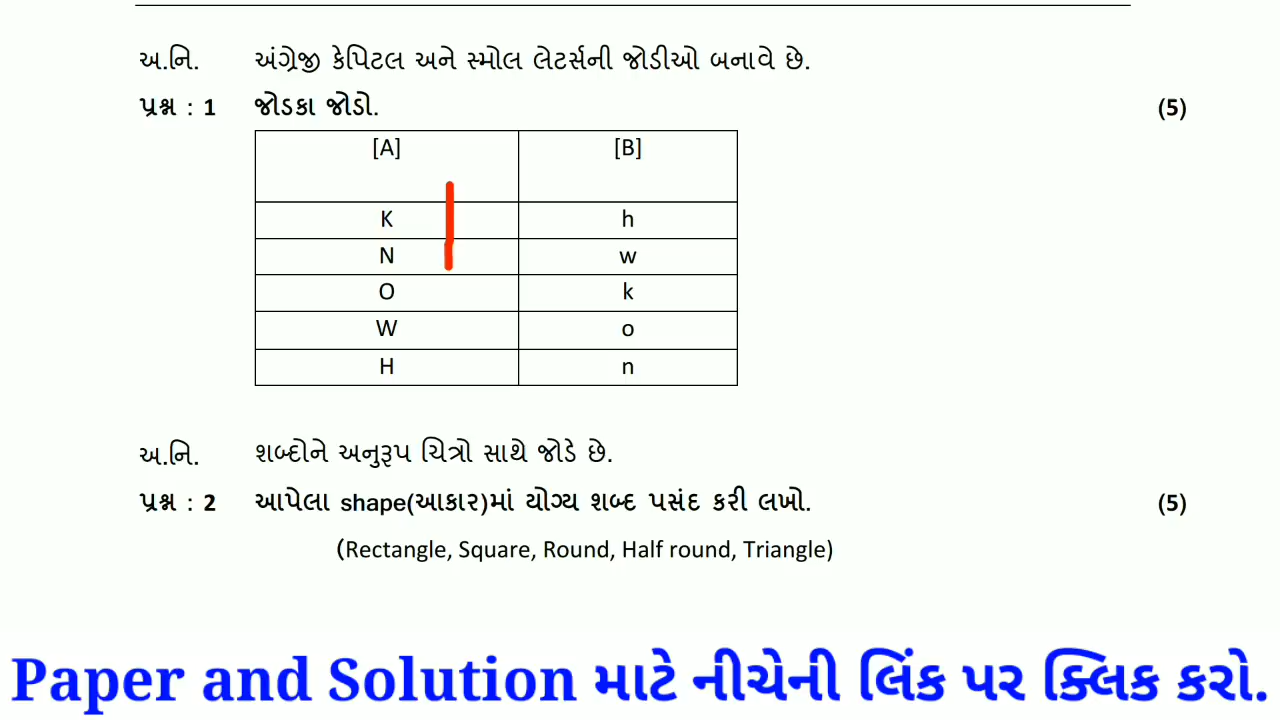 અ.નિ. અંગ્રેજી કેપિટલ અને સ્મોલ લેટર્સની જોડીઓ બનાવે છે.
પ્રશ્ન : 1 જોડકા જોડો. (5)
[A] [B]
K h
N w
O k
W o
H n
અ.નિ. શબ્દોને અનુરૂપ ચિત્રો સાથે જોડે છે.
પ્રશ્ન : 2 આપેલા shape(આકાર)માં યોગ્ય શબ્દ પસંદ કરી લખો. (5)
(Rectangle, Square, Round, Half round, Triangle)
Paper and Solution માટે નીચેની લિંક પર ક્લિક કરો.